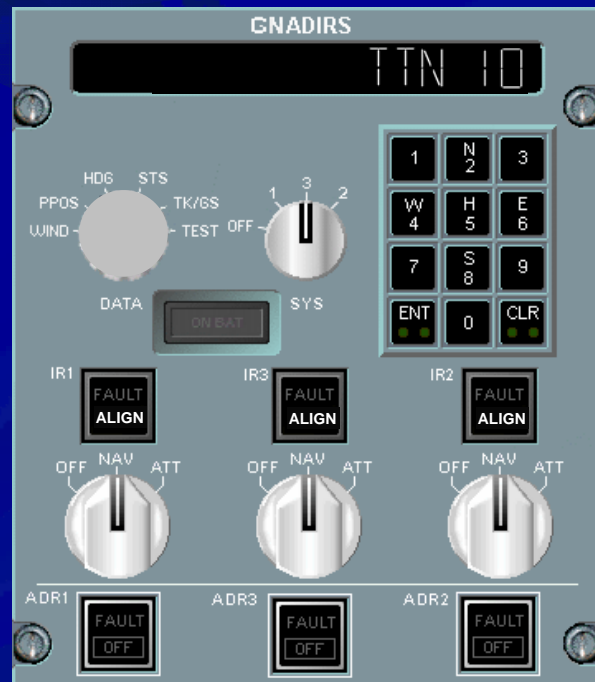 GNADIRS
TTN 10
HDG STS
PPOS TK/GS
WIND TEST
DATA
1 3 2
OFF
SYS
ON BAT
1 N 2 3
W 4 H 5 E 6
7 S 8 9
ENT 0 CLR
IR1 FAULT ALIGN
IR3 FAULT ALIGN
IR2 FAULT ALIGN
OFF NAV ATT
OFF NAV ATT
OFF NAV ATT
ADR1 FAULT OFF
ADR3 FAULT OFF
ADR2 FAULT OFF